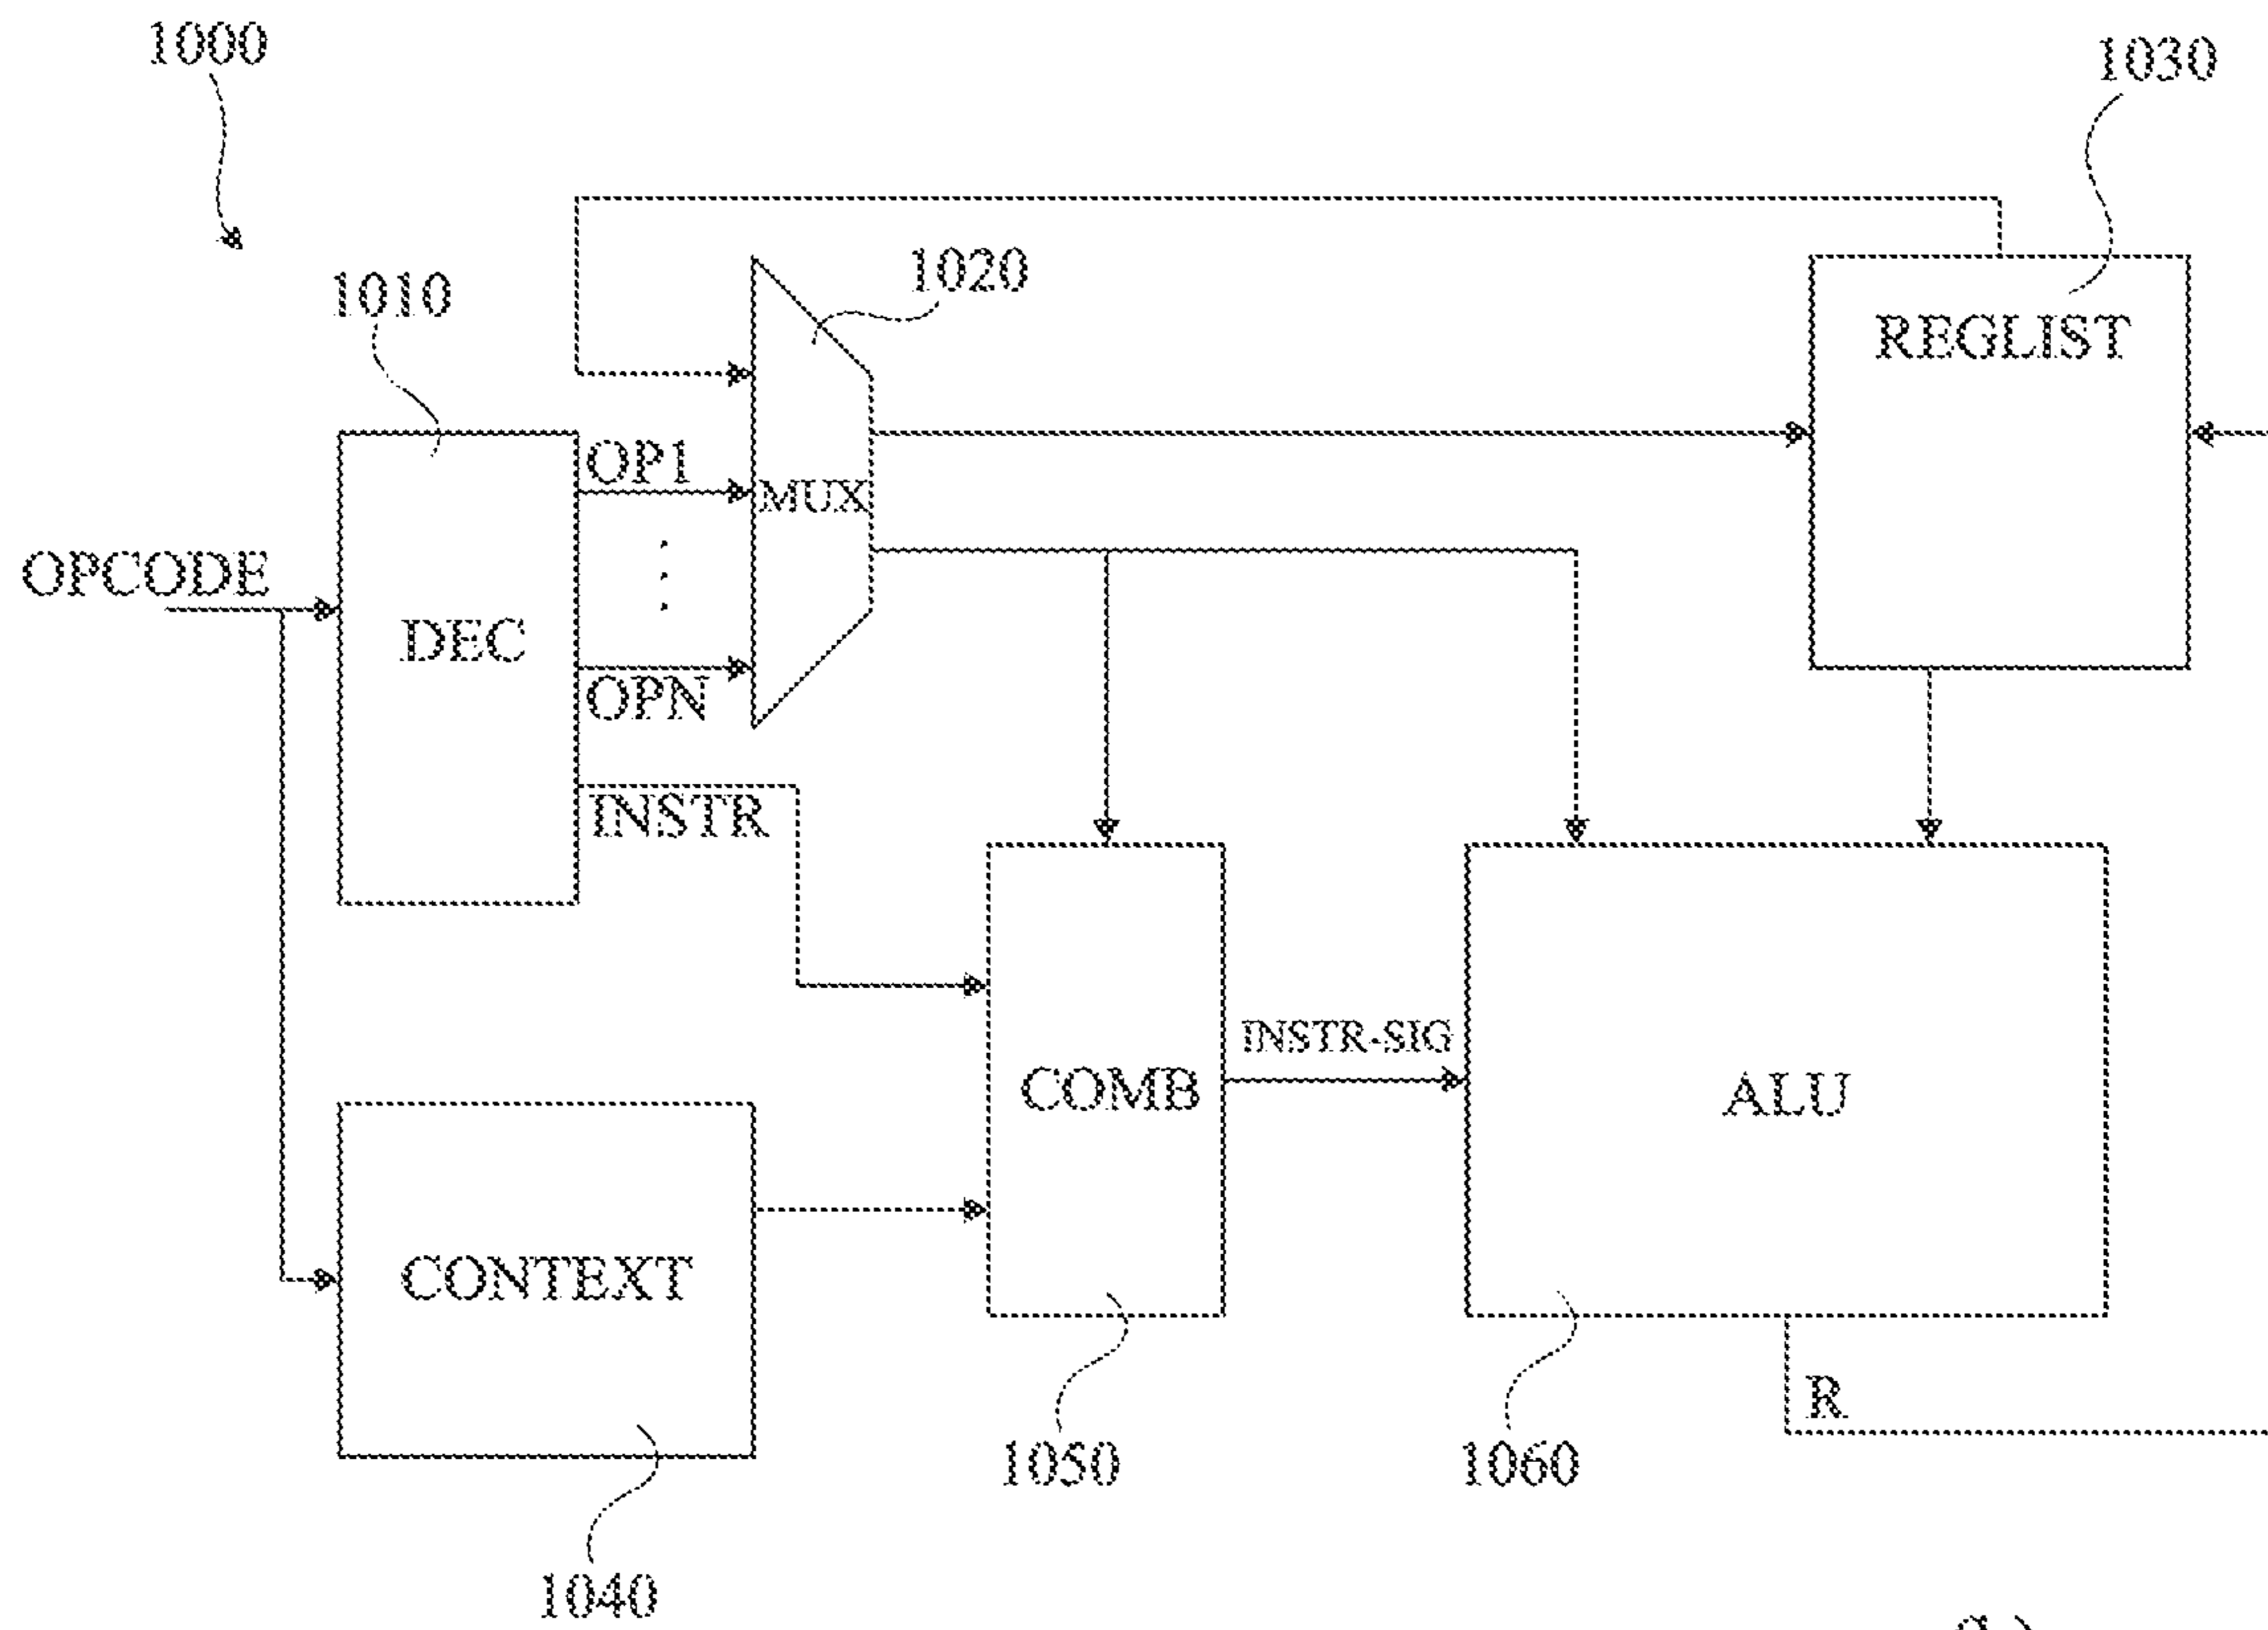 1000
1030
1020
1010
REGLIST
OP1
MUX
OPCODE
DEC
OPN
INSTR
INSTR-SIG
COMB
ALU
CONTEXT
R
1050
1060
1040